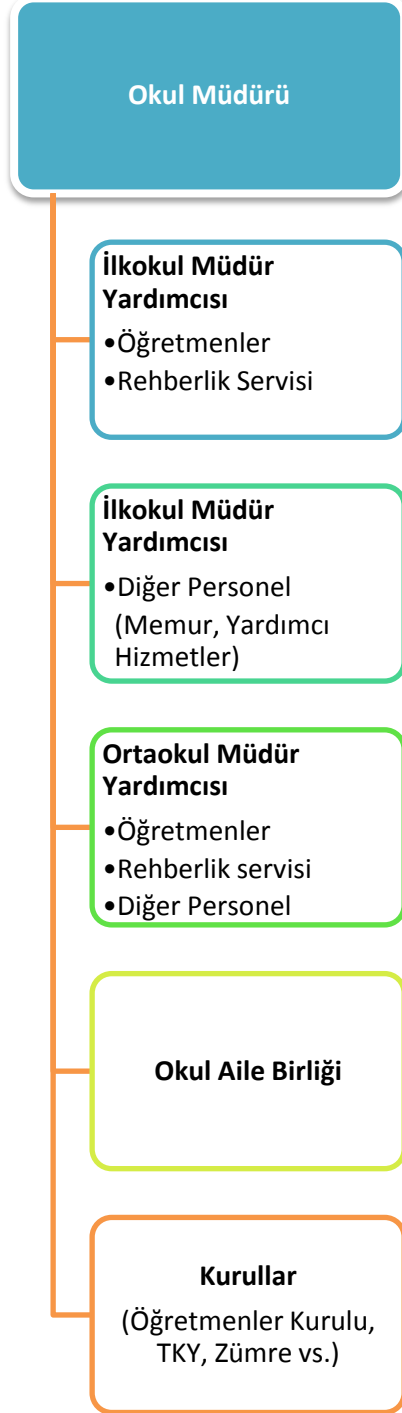 Okul Müdürü
İlkokul Müdür
Yardımcısı
•Öğretmenler
•Rehberlik Servisi
İlkokul Müdür
Yardımcısı
•Diğer Personel
(Memur, Yardımcı
Hizmetler)
Ortaokul Müdür
Yardımcısı
•Öğretmenler
•Rehberlik servisi
•Diğer Personel
Okul Aile Birliği
Kurullar
(Öğretmenler Kurulu,
TKY, Zümre vs.)